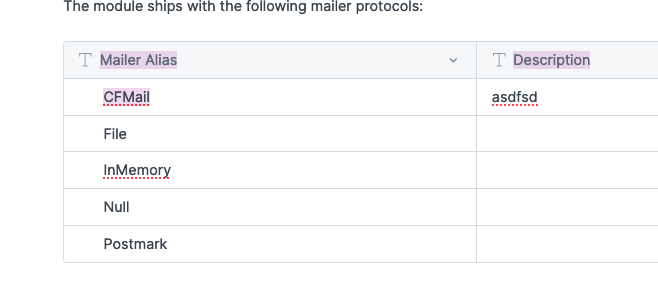 The module ships with the following mailer protocols:
Mailer Alias Description
CFMail asdfsd
File
InMemory
Null
Postmark